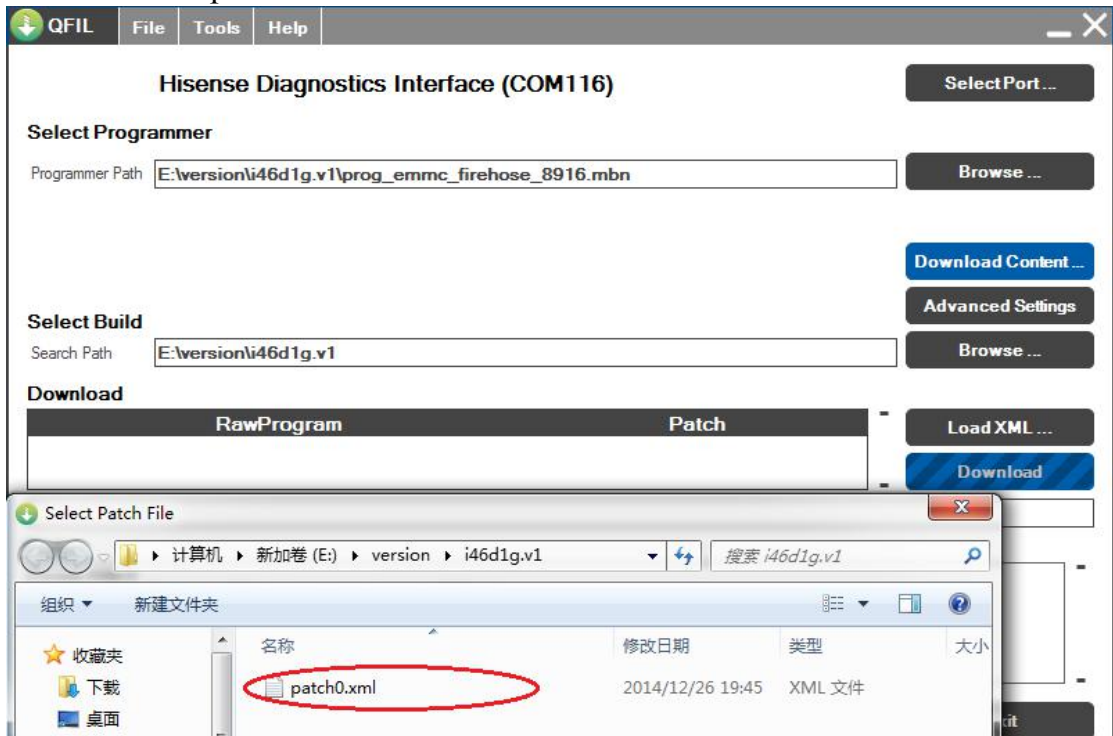 QFIL File Tools Help
Hisense Diagnostics Interface (COM116)
Select Port ...
Select Programmer
Programmer Path E:\version\i46d1g.v1\prog_emmc_firehose_8916.mbn Browse ...
Download Content ...
Advanced Settings
Select Build
Search Path E:\version\i46d1g.v1 Browse ...
Download
RawProgram Patch
Load XML ...
Download
Select Patch File
计算机 新加卷 (E:) version i46d1g.v1 搜索 i46d1g.v1
组织 新建文件夹
收藏夹 名称 修改日期 类型 大小
下载 patch0.xml 2014/12/26 19:45 XML 文件
桌面